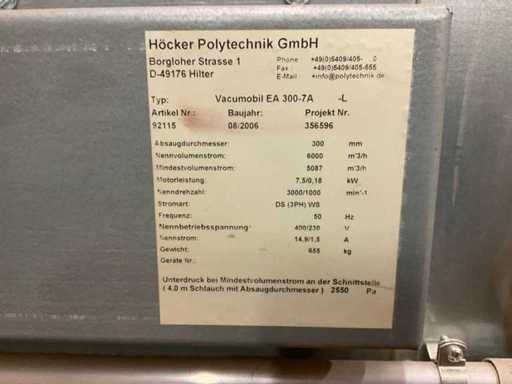 Höcker Polytechnik GmbH
Borgloher Strasse 1 Phone +49(0)5409/405- 0
D-49176 Hilter Fax +49(0)5409/405-555
E-Mail info@polytechnik.de
Typ: Vacumobil EA 300-7A -L
Artikel Nr.: Baujahr: Projekt Nr.
92115 08/2006 356596
Absaugdurchmesser: 300 mm
Nennvolumenstrom: 6000 m³/h
Mindestvolumenstrom: 5087 m³/h
Motorleistung: 7,5/0,18 kW
Nenndrehzahl: 3000/1000 min^-1
Stromart: DS (3PH) WS
Frequenz: 50 Hz
Nennbetriebsspannung: 400/230 V
Nennstrom: 14,9/1,5 A
Gewicht: 655 kg
Geräte Nr.:
Unterdruck bei Mindestvolumenstrom an der Schnittstelle
( 4,0 m Schlauch mit Absaugdurchmesser ) 2550 Pa